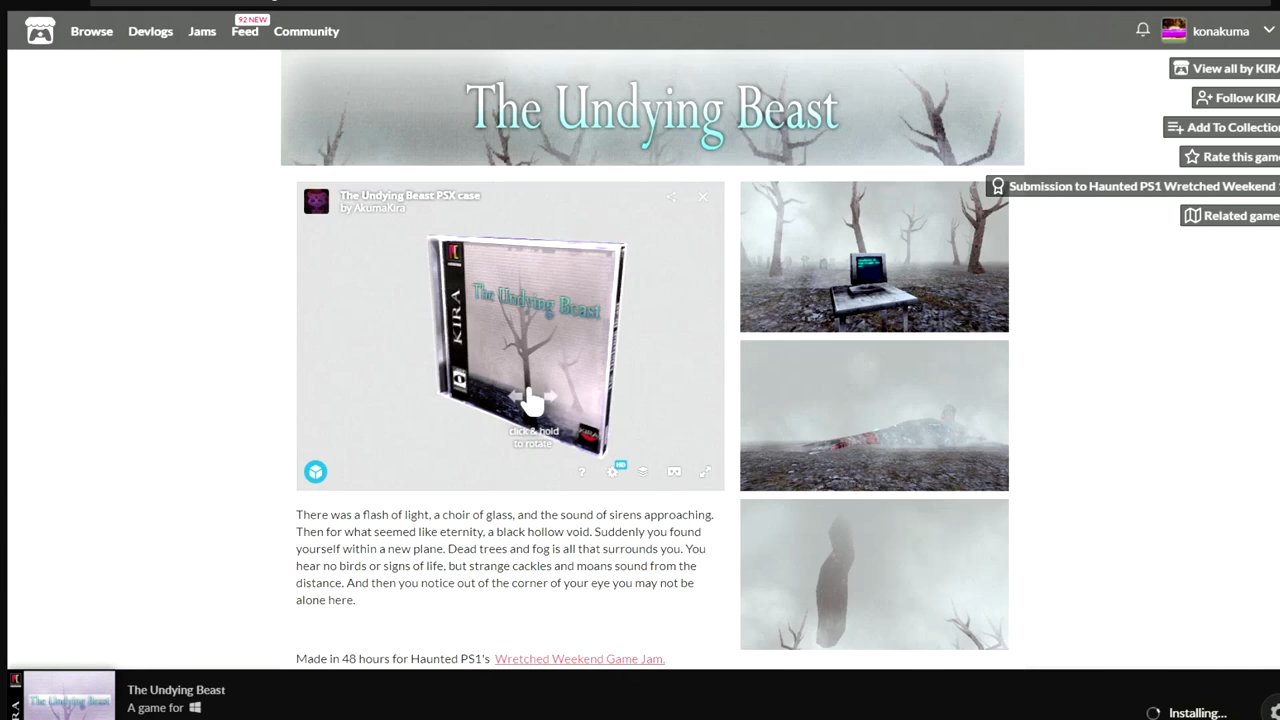 92 NEW
Browse
Devlogs
Jams
Feed
Community
konakuma
The Undying Beast
View all by KIRA
Follow KIRA
Add To Collection
Rate this game
Submission to Haunted PS1 Wretched Weekend
Related game
The Undying Beast PSX case
by AkumaKira
The Undying Beast
KIRA
click & hold
to rotate
?
HD
There was a flash of light, a choir of glass, and the sound of sirens approaching.
Then for what seemed like eternity, a black hollow void. Suddenly you found
yourself within a new plane. Dead trees and fog is all that surrounds you. You
hear no birds or signs of life, but strange cackles and moans sound from the
distance. And then you notice out of the corner of your eye you may not be
alone here.
Made in 48 hours for Haunted PS1's Wretched Weekend Game Jam.
The Undying Beast
The Undying Beast
A game for
Installing...